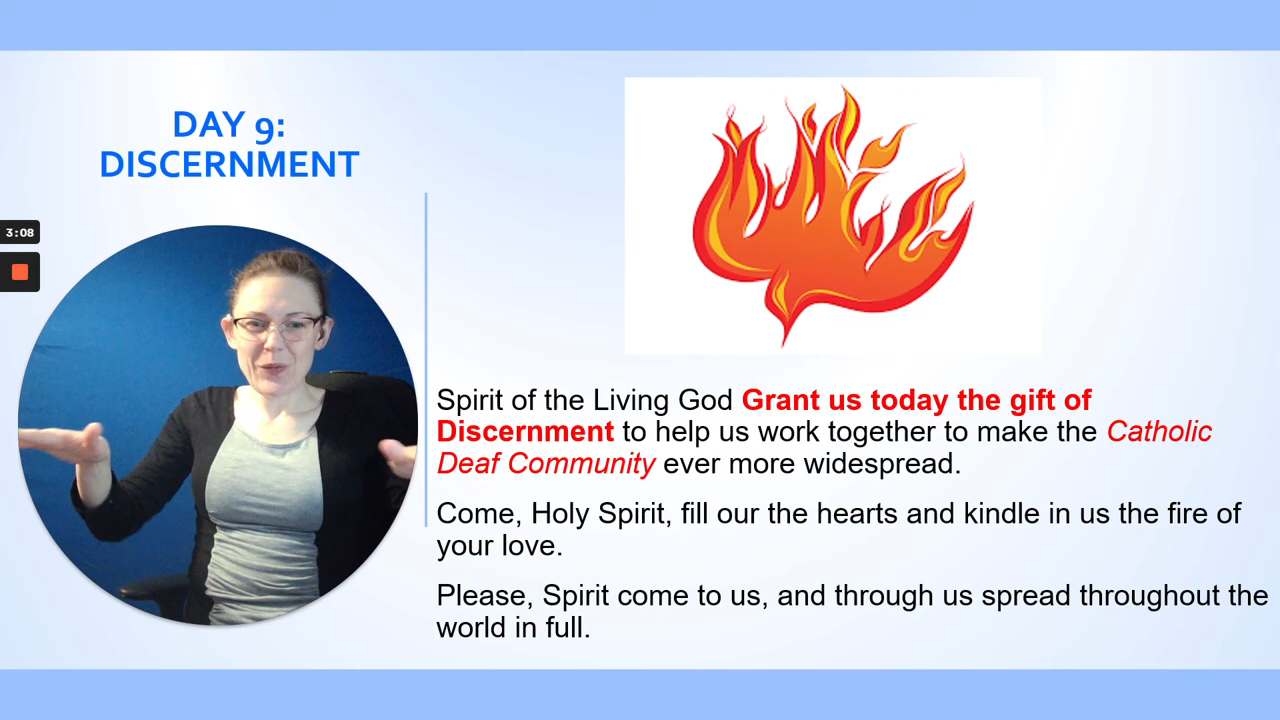 DAY 9:
DISCERNMENT
3:08
Spirit of the Living God Grant us today the gift of
Discernment to help us work together to make the Catholic
Deaf Community ever more widespread.
Come, Holy Spirit, fill our the hearts and kindle in us the fire of
your love.
Please, Spirit come to us, and through us spread throughout the
world in full.